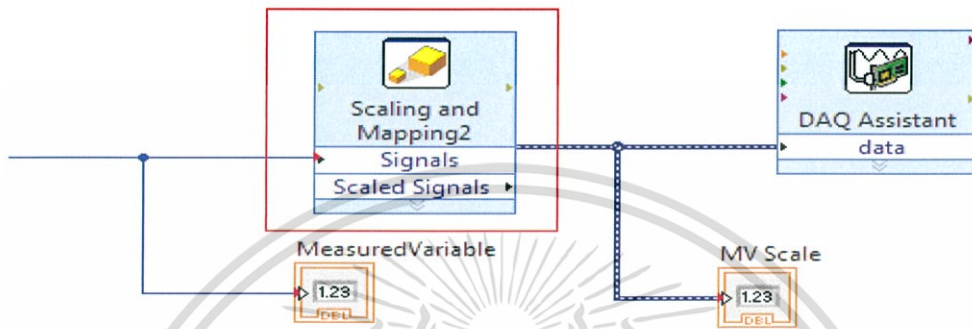 Scaling and
Mapping2
Signals
Scaled Signals
DAQ Assistant
data
MeasuredVariable
1.23
DBL
MV Scale
1.23
DBL